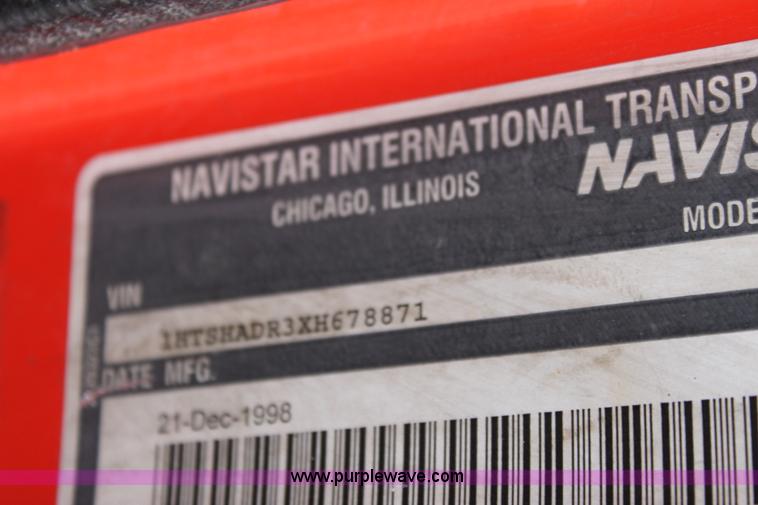 NAVISTAR INTERNATIONAL TRANSP
CHICAGO, ILLINOIS
NAVIS
MODE
VIN
1HTSHADR3XH678871
DATE MFG.
21-Dec-1998
www.purplewave.com